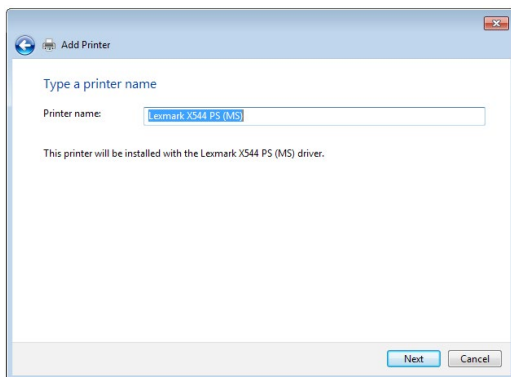 Add Printer
Type a printer name
Printer name: Lexmark X544 PS (MS)
This printer will be installed with the Lexmark X544 PS (MS) driver.
Next Cancel